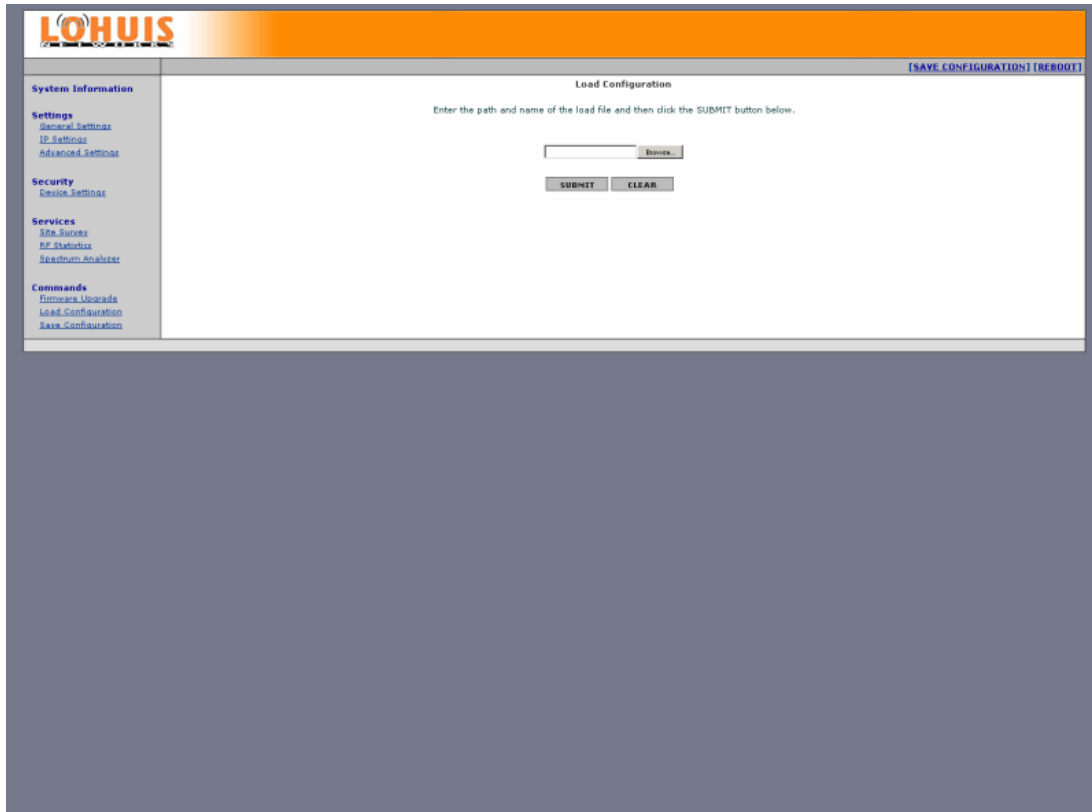 LOHUIS
NETWORKS
[SAVE CONFIGURATION] [REBOOT]
System Information
Settings
General Settings
IP Settings
Advanced Settings
Security
Device Settings
Services
Site Survey
RF Statistics
Spectrum Analyzer
Commands
Firmware Upgrade
Load Configuration
Save Configuration
Load Configuration
Enter the path and name of the load file and then click the SUBMIT button below.
Browse...
SUBMIT CLEAR